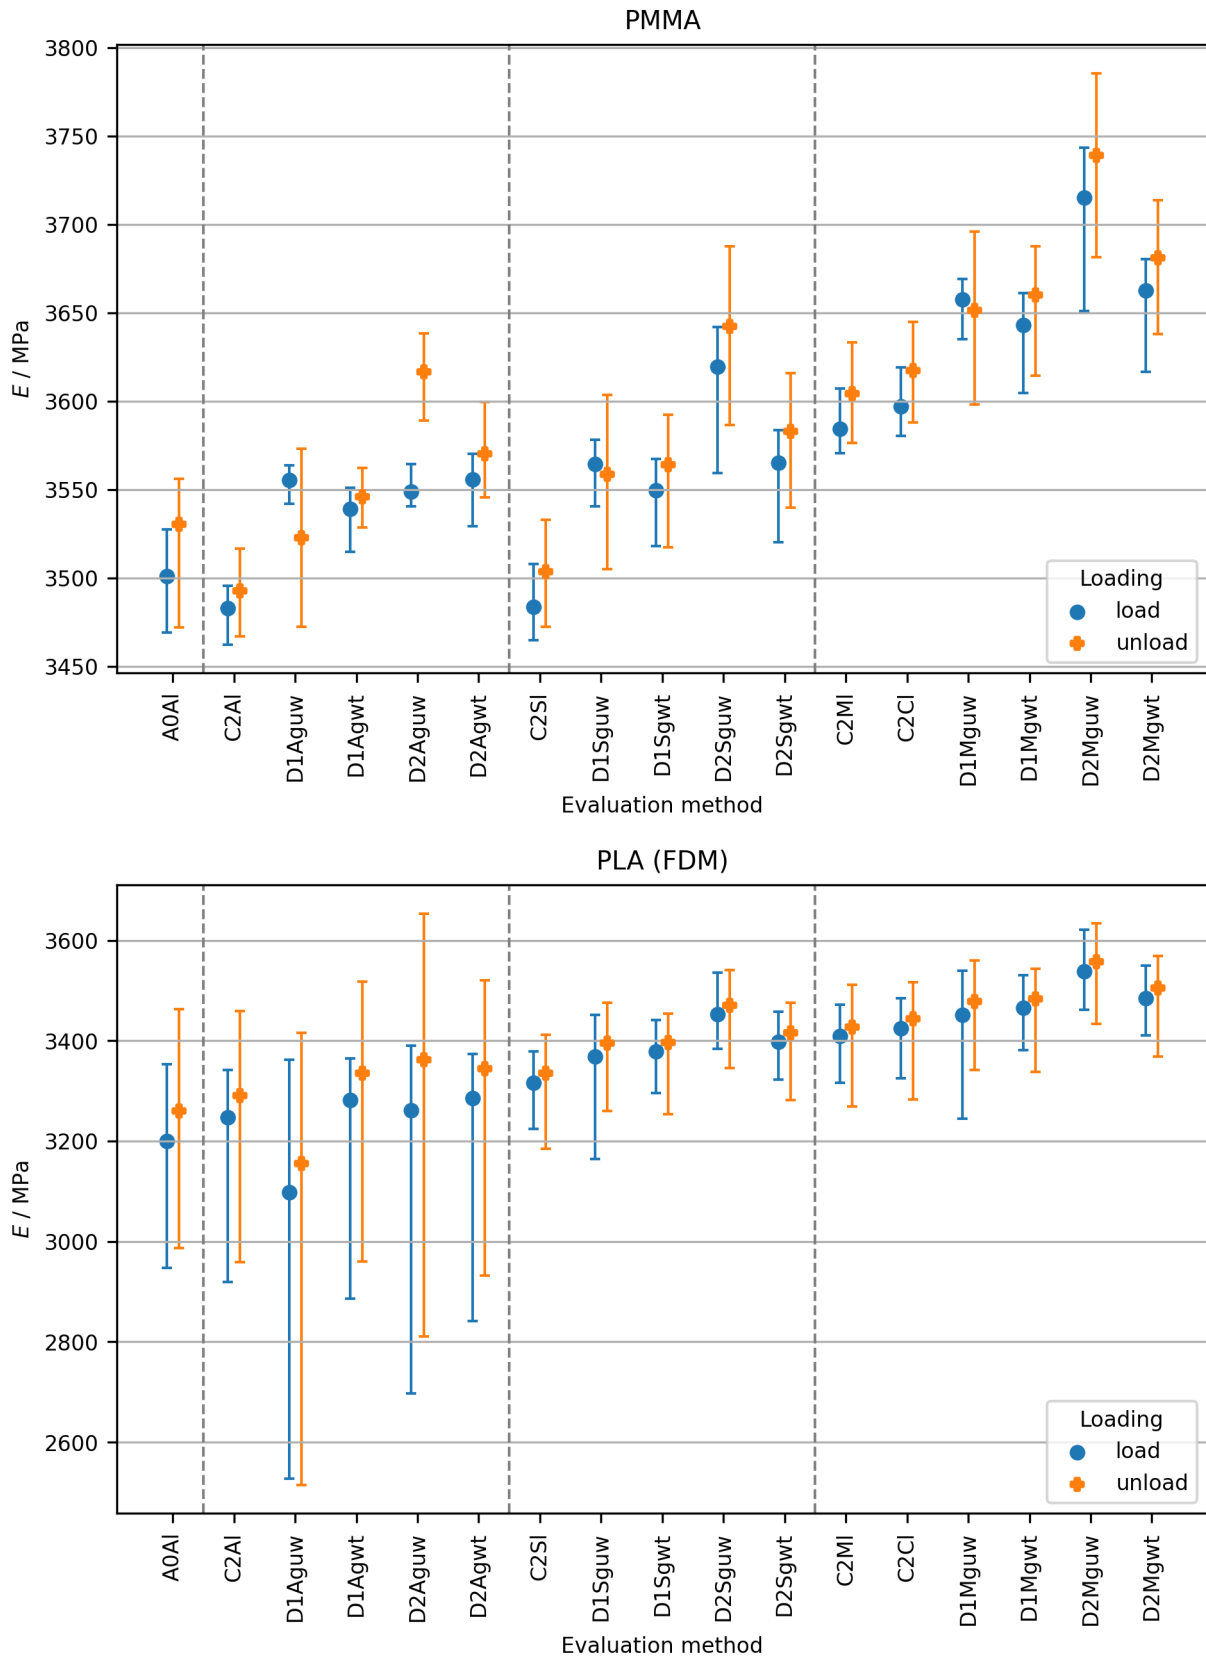 PMMA
3800
3750
3700
3650
3600
3550
3500
3450
E / MPa
Loading
load
unload
A0Al
C2Al
D1Aguw
D1Agwt
D2Aguw
D2Agwt
C2Sl
D1Sguw
D1Sgwt
D2Sguw
D2Sgwt
C2Ml
C2Cl
D1Mguw
D1Mgwt
D2Mguw
D2Mgwt
Evaluation method
PLA (FDM)
3600
3400
3200
3000
2800
2600
E / MPa
Loading
load
unload
A0Al
C2Al
D1Aguw
D1Agwt
D2Aguw
D2Agwt
C2Sl
D1Sguw
D1Sgwt
D2Sguw
D2Sgwt
C2Ml
C2Cl
D1Mguw
D1Mgwt
D2Mguw
D2Mgwt
Evaluation method